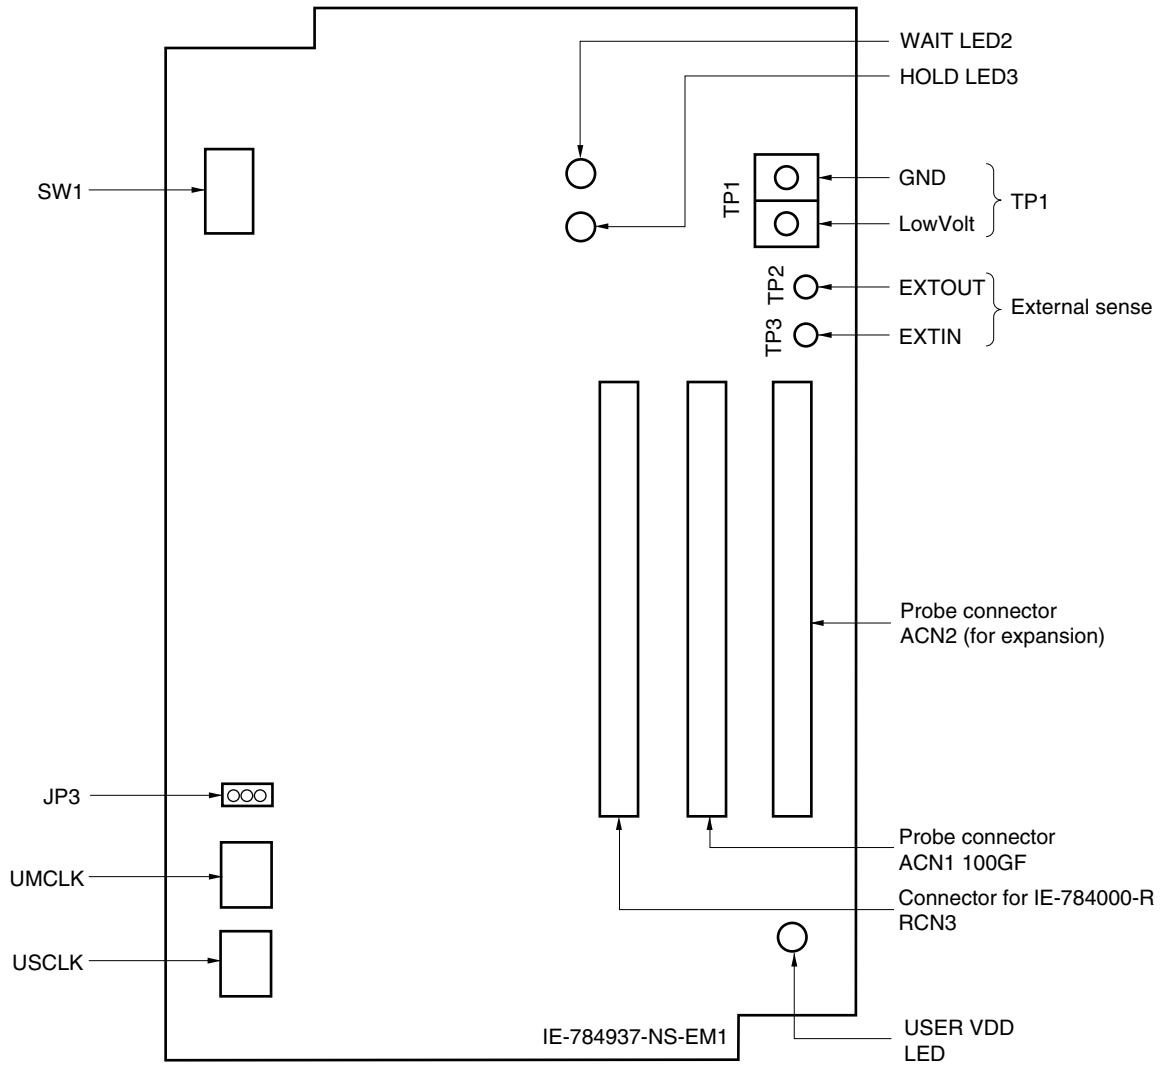 WAIT LED2
HOLD LED3
SW1
TP1
GND
LowVolt
TP1
TP2
EXTOUT
TP3
EXTIN
External sense
Probe connector
ACN2 (for expansion)
JP3
Probe connector
ACN1 100GF
UMCLK
Connector for IE-784000-R
RCN3
USCLK
IE-784937-NS-EM1
USER VDD
LED